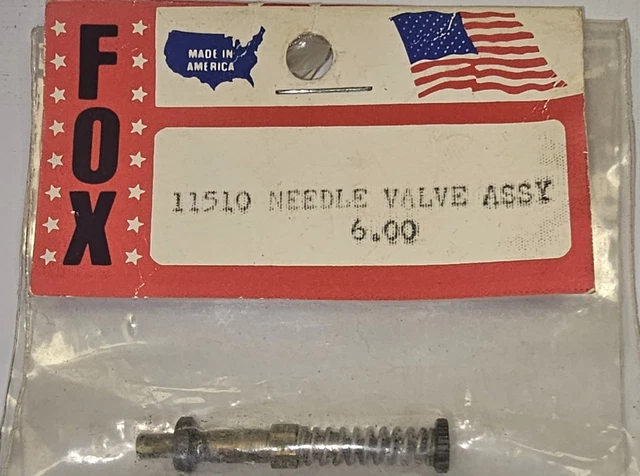 FOX
MADE IN
AMERICA
11510 NEEDLE VALVE ASSY
6.00